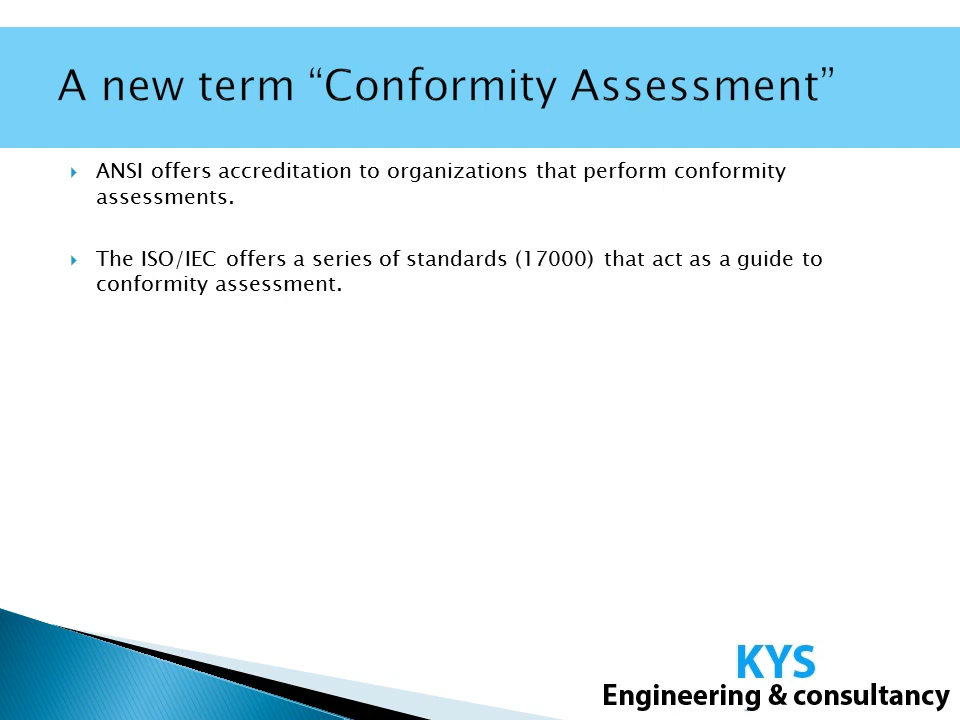 A new term “Conformity Assessment”
ANSI offers accreditation to organizations that perform conformity
assessments.
The ISO/IEC offers a series of standards (17000) that act as a guide to
conformity assessment.
KYS
Engineering & consultancy